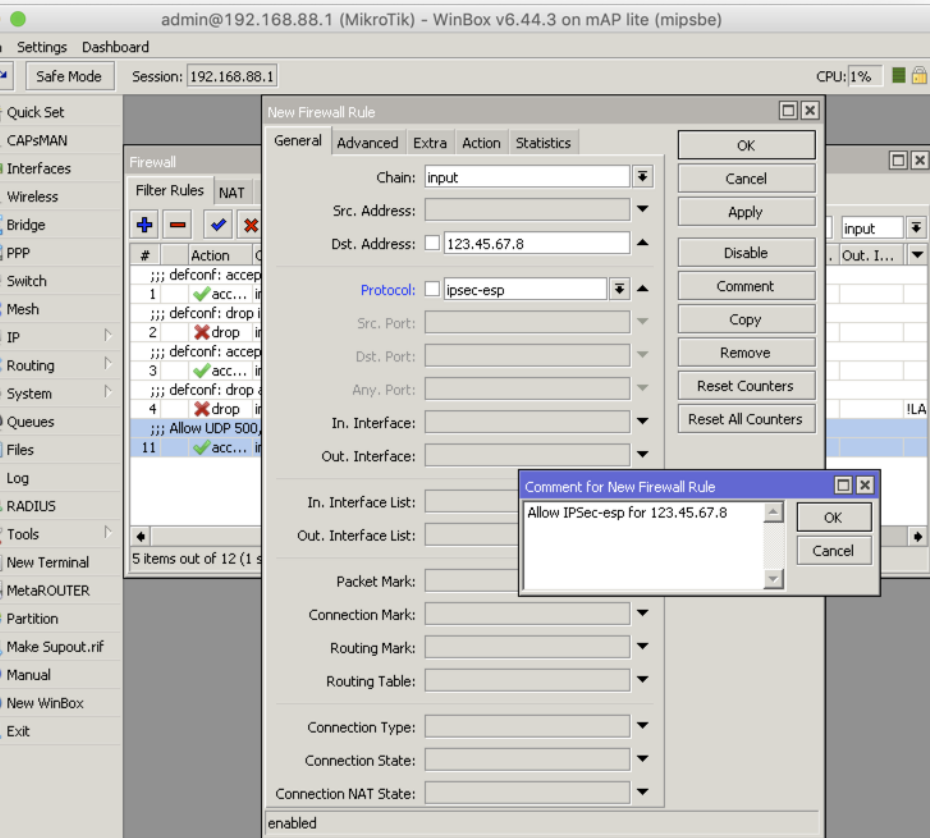 admin@192.168.88.1 (MikroTik) - WinBox v6.44.3 on mAP lite (mipsbe)
Settings Dashboard
Safe Mode Session: 192.168.88.1 CPU: 1%
Quick Set
CAPsMAN
Interfaces
Wireless
Bridge
PPP
Switch
Mesh
IP
Routing
System
Queues
Files
Log
RADIUS
Tools
New Terminal
MetaROUTER
Partition
Make Supout.rif
Manual
New WinBox
Exit
Firewall
Filter Rules NAT
input
# Action Out. I...
;;; defconf: accep
1 acc...
;;; defconf: drop i
2 drop
;;; defconf: accep
3 acc...
;;; defconf: drop a
4 drop !LA
;;; Allow UDP 500,
11 acc...
5 items out of 12 (1 s
New Firewall Rule
General Advanced Extra Action Statistics
Chain: input
Src. Address:
Dst. Address: 123.45.67.8
Protocol: ipsec-esp
Src. Port:
Dst. Port:
Any. Port:
In. Interface:
Out. Interface:
In. Interface List:
Out. Interface List:
Packet Mark:
Connection Mark:
Routing Mark:
Routing Table:
Connection Type:
Connection State:
Connection NAT State:
enabled
OK
Cancel
Apply
Disable
Comment
Copy
Remove
Reset Counters
Reset All Counters
Comment for New Firewall Rule
Allow IPSec-esp for 123.45.67.8
OK
Cancel